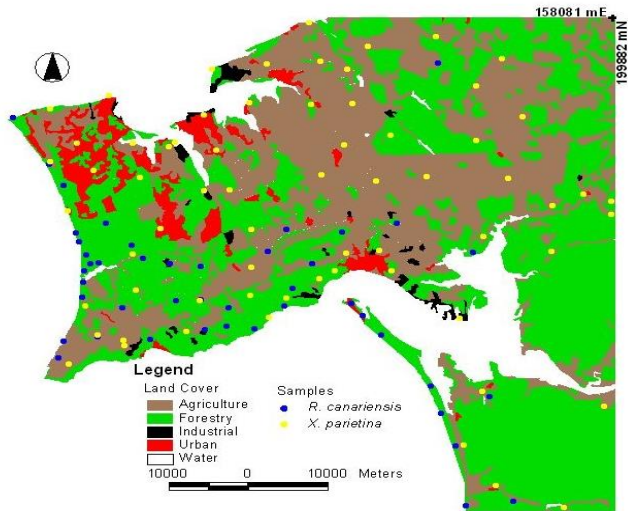 158081 mE
199882 mN
Legend
Land Cover
Agriculture
Forestry
Industrial
Urban
Water
Samples
R. canariensis
X. parietina
10000 0 10000 Meters